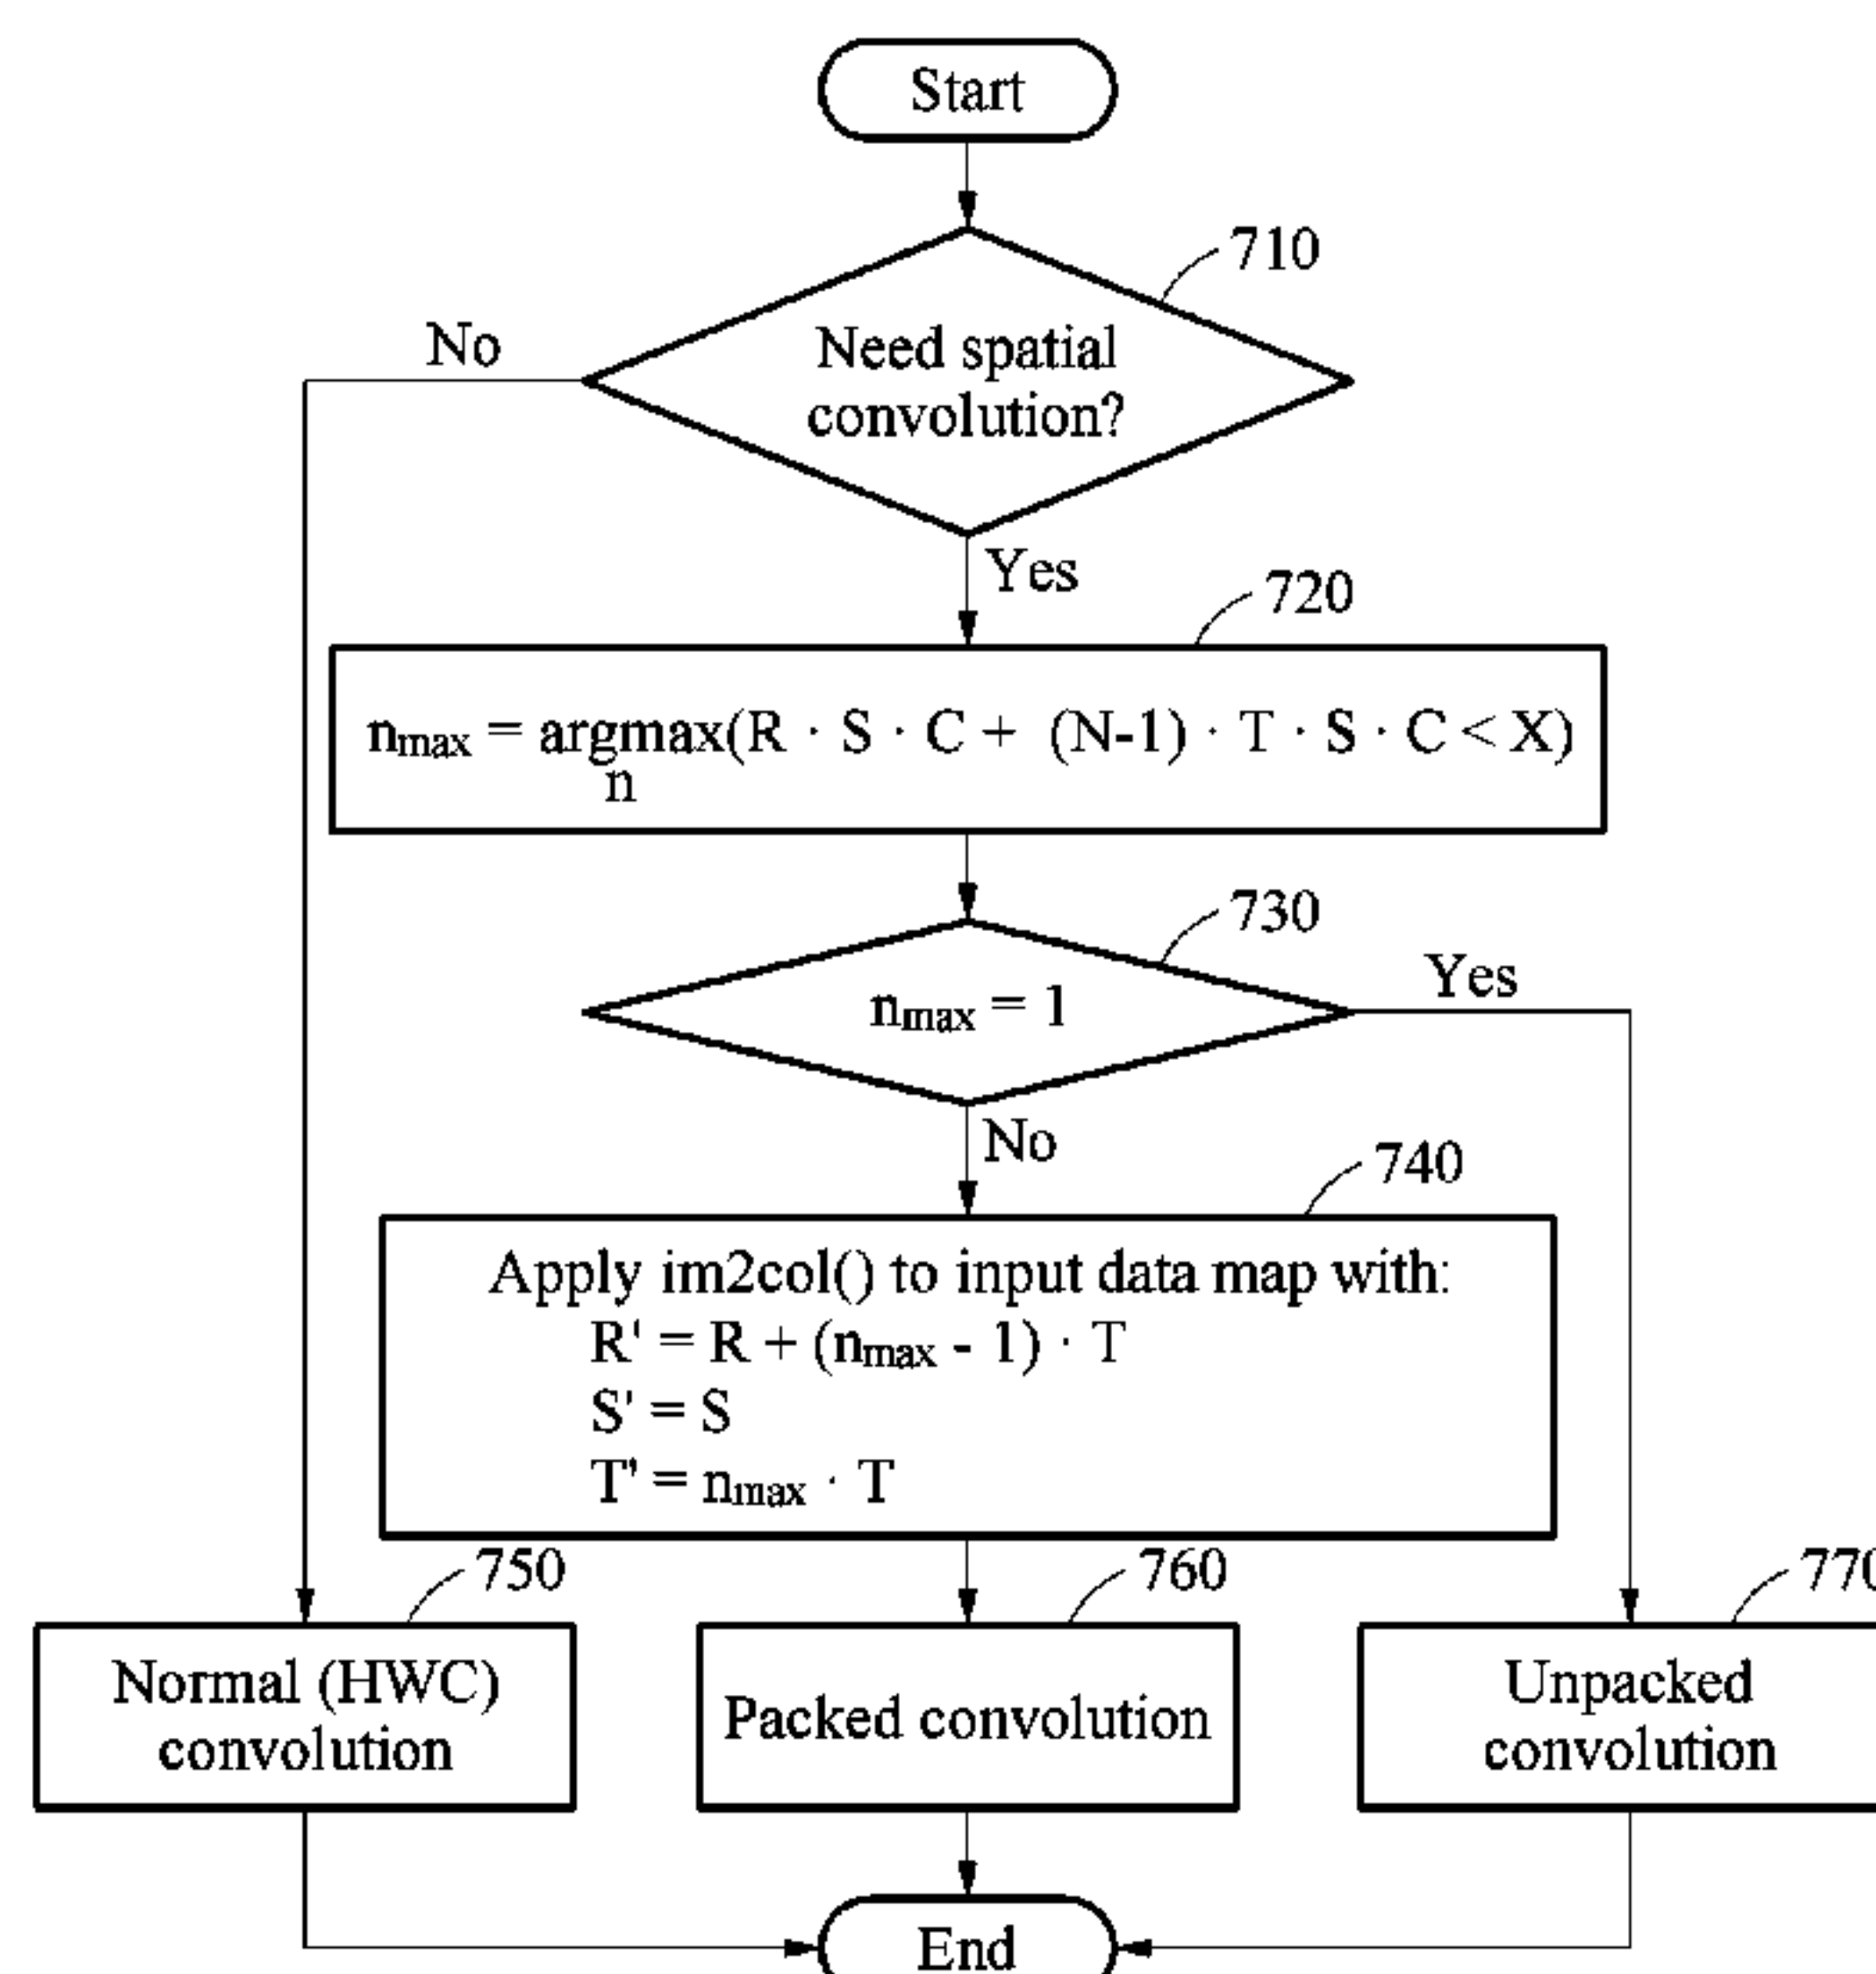 Start
710
No
Need spatial
convolution?
Yes
720
nmax = argmax(R · S · C + (N-1) · T · S · C < X)
n
730
Yes
nmax = 1
No
740
Apply im2col() to input data map with:
R' = R + (nmax - 1) · T
S' = S
T' = nmax · T
750
760
770
Normal (HWC)
convolution
Packed convolution
Unpacked
convolution
End